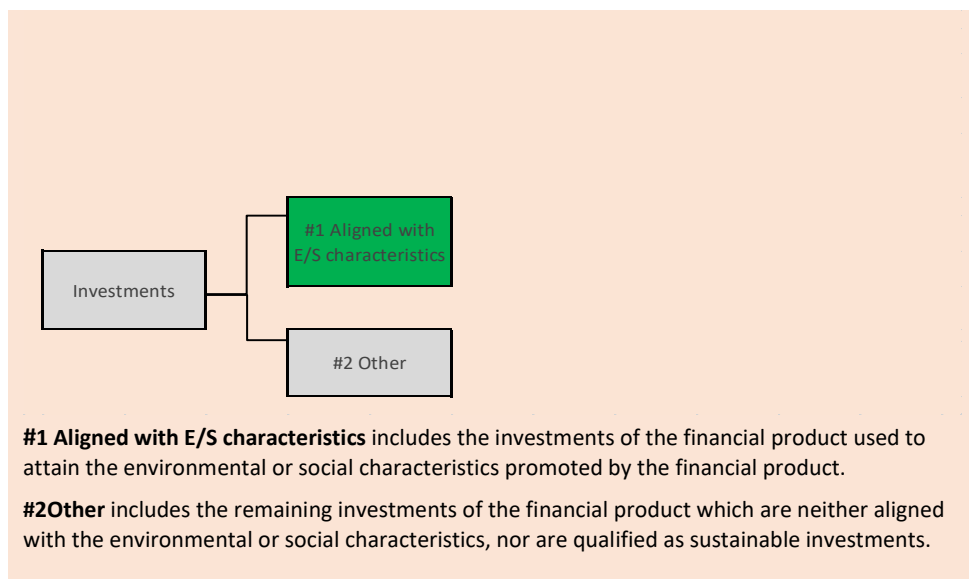 #1 Aligned with
E/S characteristics
Investments
#2 Other
#1 Aligned with E/S characteristics includes the investments of the financial product used to
attain the environmental or social characteristics promoted by the financial product.
#2Other includes the remaining investments of the financial product which are neither aligned
with the environmental or social characteristics, nor are qualified as sustainable investments.